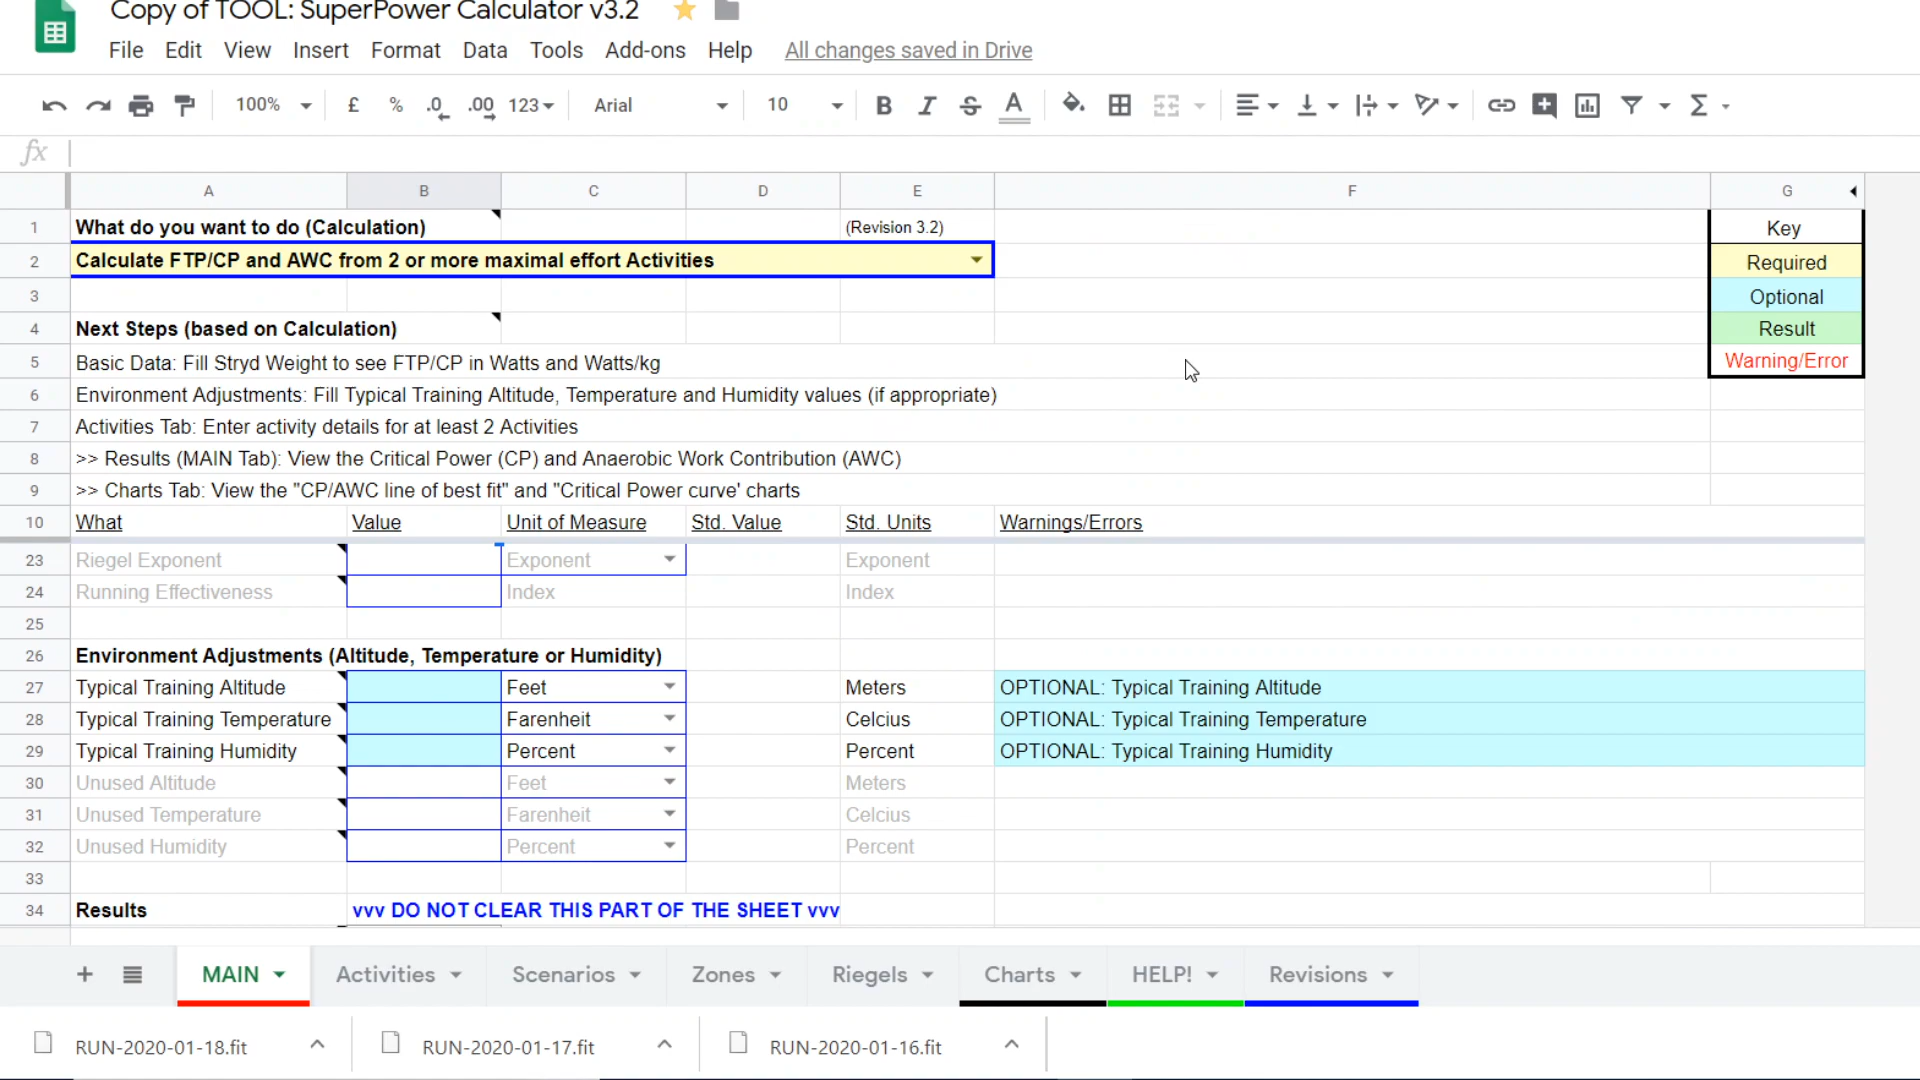 Copy of TOOL: SuperPower Calculator v3.2
File Edit View Insert Format Data Tools Add-ons Help All changes saved in Drive
100% £ % .0 .00 123 Arial 10 B I S A Σ
fx
A B C D E F G
1 What do you want to do (Calculation) (Revision 3.2) Key
2 Calculate FTP/CP and AWC from 2 or more maximal effort Activities Required
3 Optional
4 Next Steps (based on Calculation) Result
5 Basic Data: Fill Stryd Weight to see FTP/CP in Watts and Watts/kg Warning/Error
6 Environment Adjustments: Fill Typical Training Altitude, Temperature and Humidity values (if appropriate)
7 Activities Tab: Enter activity details for at least 2 Activities
8 >> Results (MAIN Tab): View the Critical Power (CP) and Anaerobic Work Contribution (AWC)
9 >> Charts Tab: View the "CP/AWC line of best fit" and "Critical Power curve' charts
10 What Value Unit of Measure Std. Value Std. Units Warnings/Errors
23 Riegel Exponent Exponent Exponent
24 Running Effectiveness Index Index
25
26 Environment Adjustments (Altitude, Temperature or Humidity)
27 Typical Training Altitude Feet Meters OPTIONAL: Typical Training Altitude
28 Typical Training Temperature Farenheit Celcius OPTIONAL: Typical Training Temperature
29 Typical Training Humidity Percent Percent OPTIONAL: Typical Training Humidity
30 Unused Altitude Feet Meters
31 Unused Temperature Farenheit Celcius
32 Unused Humidity Percent Percent
33
34 Results vvv DO NOT CLEAR THIS PART OF THE SHEET vvv
+ MAIN Activities Scenarios Zones Riegels Charts HELP! Revisions
RUN-2020-01-18.fit RUN-2020-01-17.fit RUN-2020-01-16.fit